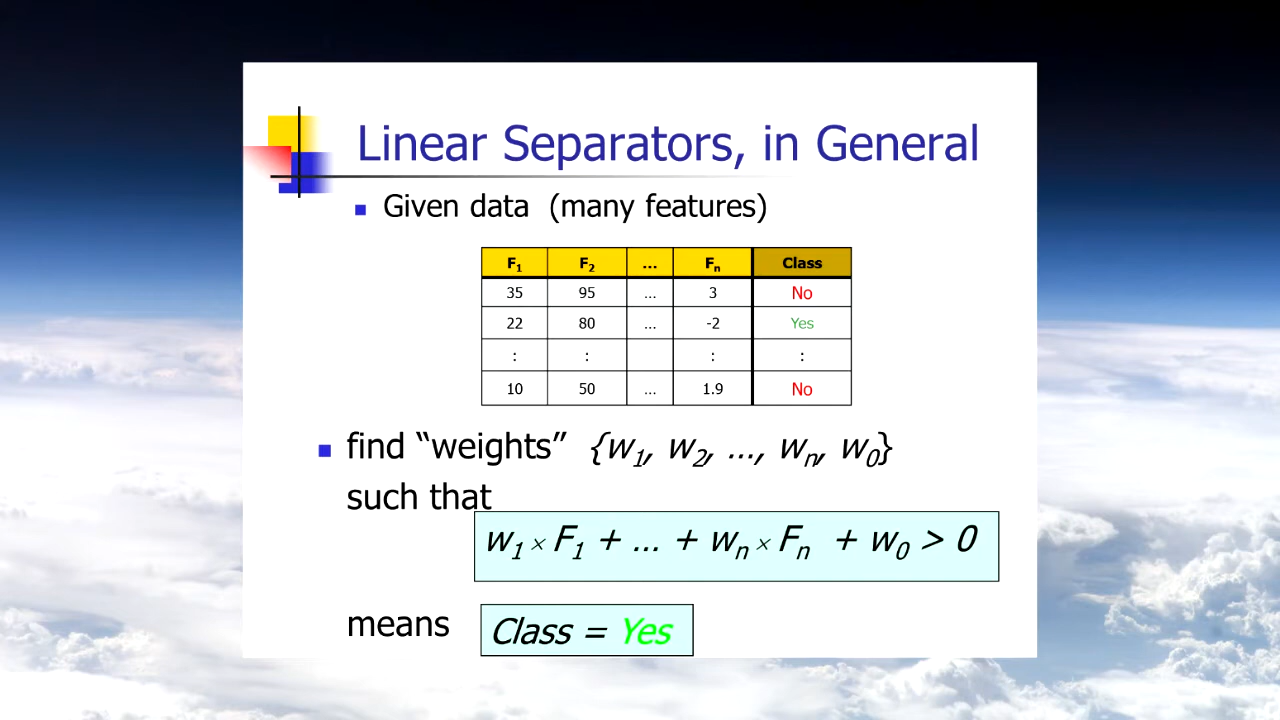 Linear Separators, in General
Given data (many features)
F1 F2 ... Fn Class
35 95 ... 3 No
22 80 ... -2 Yes
: : : :
10 50 ... 1.9 No
find “weights” {w1, w2, ..., wn, w0}
such that
w1 × F1 + ... + wn × Fn + w0 > 0
means Class = Yes